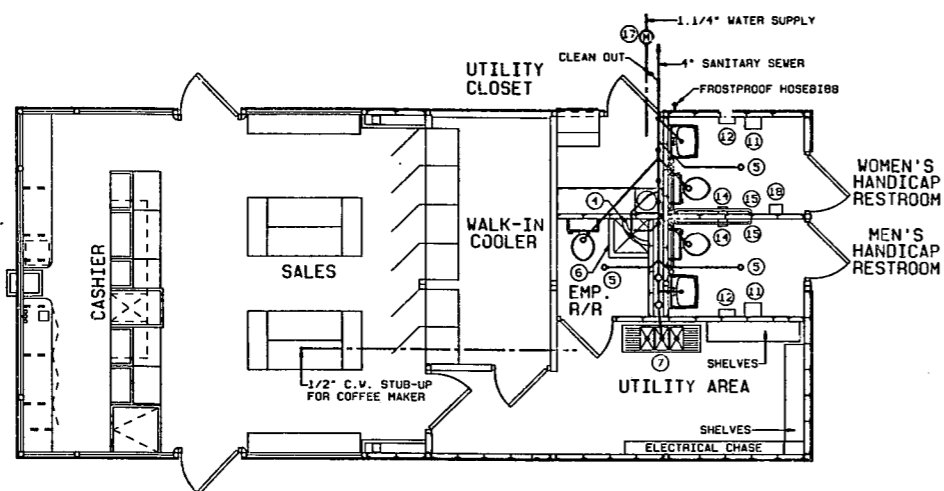 1.1/4" WATER SUPPLY
17
M
CLEAN OUT
4" SANITARY SEWER
UTILITY
CLOSET
FROSTPROOF HOSEBIBB
12
11
5
WOMEN'S
HANDICAP
RESTROOM
4
14
15
18
WALK-IN
COOLER
SALES
CASHIER
14
15
MEN'S
HANDICAP
RESTROOM
6
5
5
EMP.
R/R
12
11
7
SHELVES
1/2" C.W. STUB-UP
FOR COFFEE MAKER
UTILITY AREA
SHELVES
ELECTRICAL CHASE